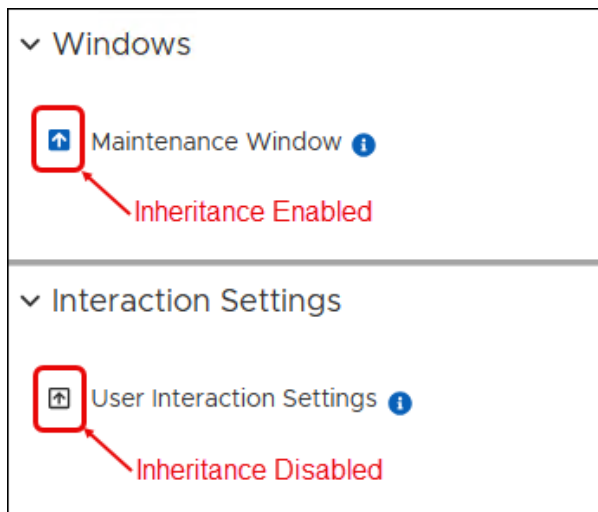 Windows
Maintenance Window
Inheritance Enabled
Interaction Settings
User Interaction Settings
Inheritance Disabled